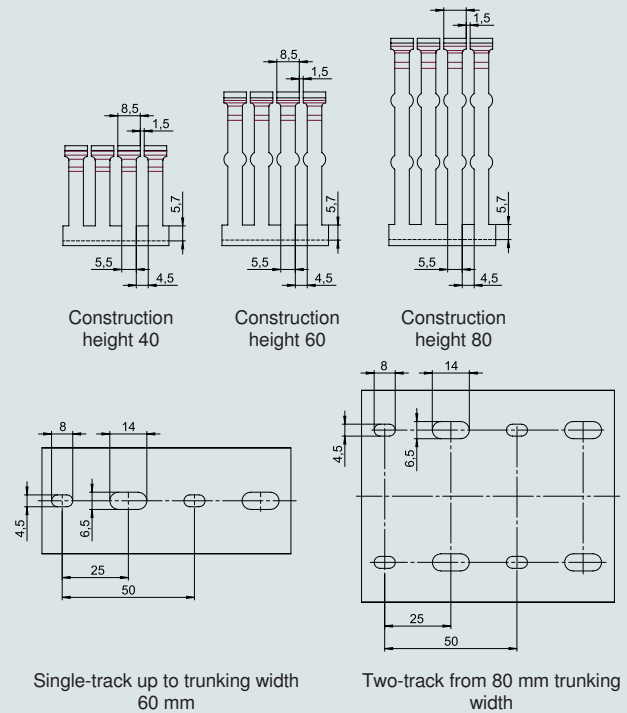 1,5
8,5
1,5
8,5
1,5
5,7
5,7
5,7
5,5
4,5
5,5
4,5
5,5
4,5
Construction
height 40
Construction
height 60
Construction
height 80
8
14
4,5
6,5
25
50
8
14
4,5
6,5
25
50
Single-track up to trunking width
60 mm
Two-track from 80 mm trunking
width